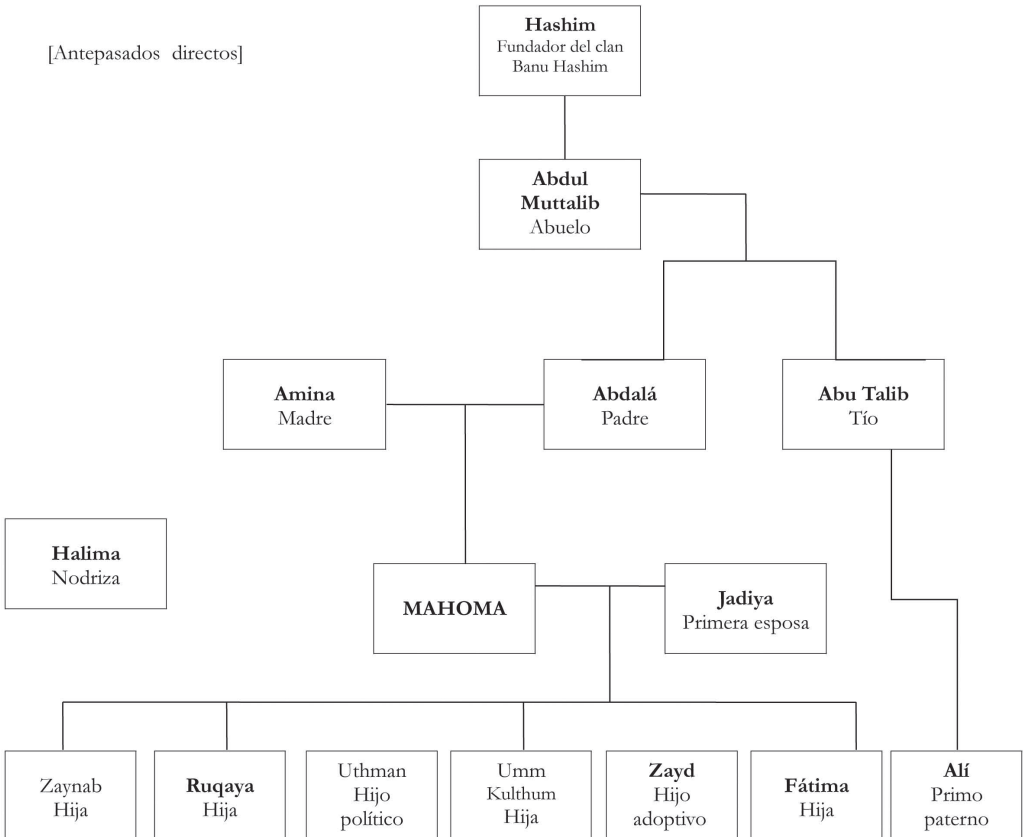 [Antepasados directos]
Hashim
Fundador del clan
Banu Hashim
Abdul
Muttalib
Abuelo
Amina
Madre
Abdalá
Padre
Abu Talib
Tío
Halima
Nodriza
MAHOMA
Jadiya
Primera esposa
Zaynab
Hija
Ruqaya
Hija
Uthman
Hijo
político
Umm
Kulthum
Hija
Zayd
Hijo
adoptivo
Fátima
Hija
Alí
Primo
paterno